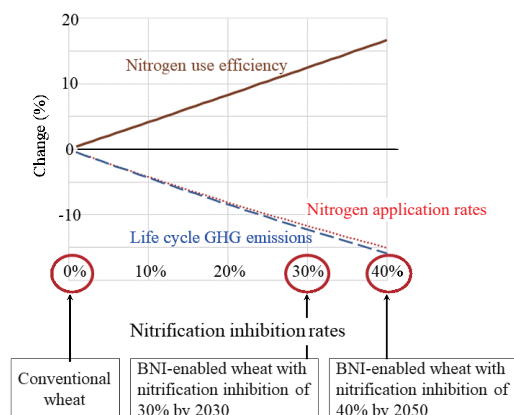 20
Nitrogen use efficiency
10
Change (%)
0
-10
Nitrogen application rates
Life cycle GHG emissions
0% 10% 20% 30% 40%
Nitrification inhibition rates
Conventional
wheat
BNI-enabled wheat with
nitrification inhibition of
30% by 2030
BNI-enabled wheat with
nitrification inhibition of
40% by 2050